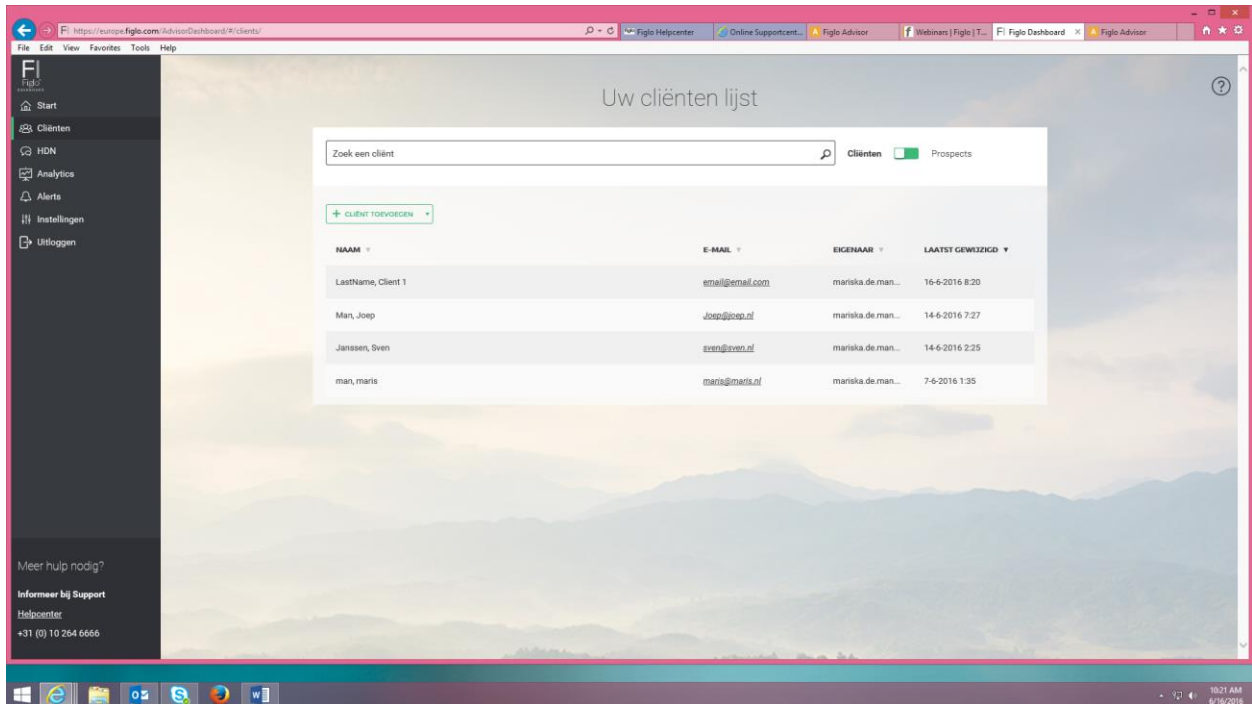 https://europe.figlo.com/AdvisorDashboard/#/clients/
Figlo Helpcenter
Online Supportcent...
Figlo Advisor
Webinars | Figlo | T...
Figlo Dashboard
Figlo Advisor
File Edit View Favorites Tools Help
Figlo
Start
Cliënten
HDN
Analytics
Alerts
Instellingen
Uitloggen
Meer hulp nodig?
Informeer bij Support
Helpcenter
+31 (0) 10 264 6666
Uw cliënten lijst
?
Zoek een cliënt
Cliënten Prospects
+ CLIËNT TOEVOEGEN
NAAM E-MAIL EIGENAAR LAATST GEWIJZIGD
LastName, Client 1 email@email.com mariska.de.man... 16-6-2016 8:20
Man, Joep Joep@joep.nl mariska.de.man... 14-6-2016 7:27
Janssen, Sven sven@sven.nl mariska.de.man... 14-6-2016 2:25
man, maris maris@maris.nl mariska.de.man... 7-6-2016 1:35
10:21 AM
6/16/2016